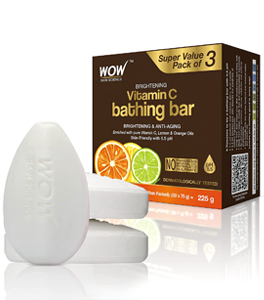 Super Value
Pack of 3
WOW
SKIN SCIENCE
BRIGHTENING
Vitamin C
bathing bar
BRIGHTENING & ANTI-AGING
Enriched with pure Vitamin C, Lemon & Orange Oils
Skin-Friendly with 5.5 pH
NO
DERMATOLOGICALLY TESTED
225 g
WOW